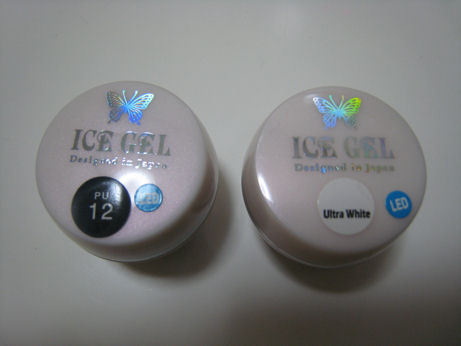 ICE GEL
Designed in Japan
PU
12
LED
ICE GEL
Designed in Japan
Ultra White
LED